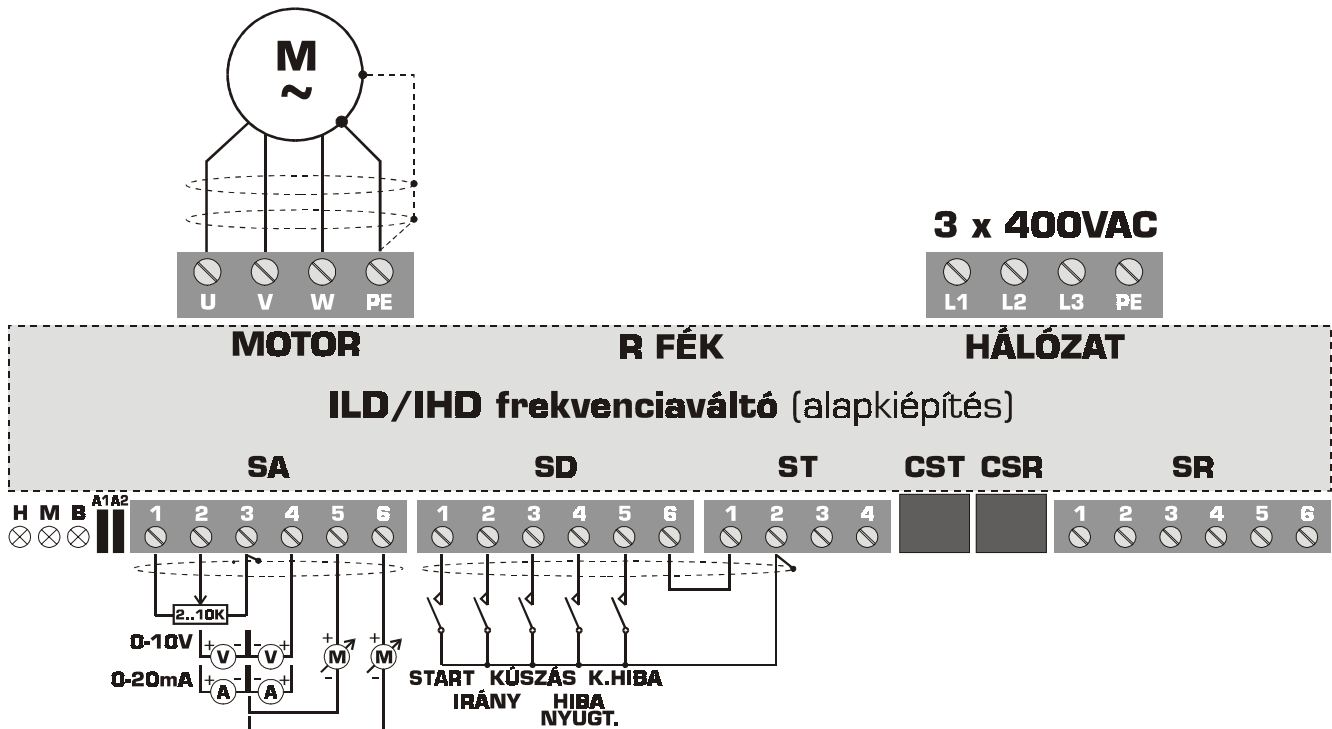 M
~
3 x 400VAC
U V W PE
L1 L2 L3 PE
MOTOR R FÉK HÁLÓZAT
ILD/IHD frekvenciaváltó (alapkiépítés)
SA SD ST CST CSR SR
H M B A1 A2
1 2 3 4 5 6
1 2 3 4 5 6
1 2 3 4
1 2 3 4 5 6
2..10K
0-10V + V - - V +
+ M -
+ M -
0-20mA + A - - A +
START KÚSZÁS K.HIBA
IRÁNY HIBA
NYUGT.